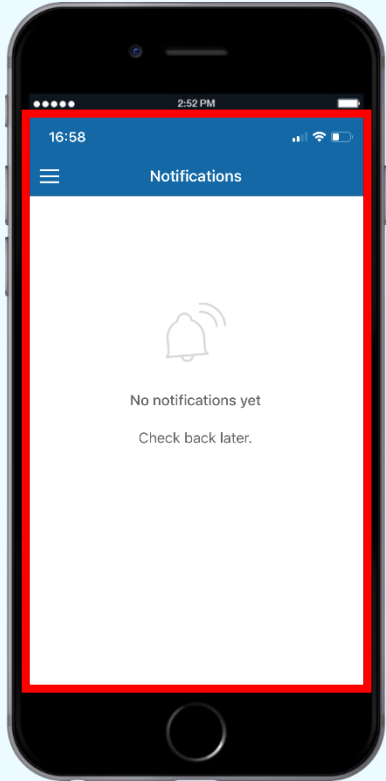 2:52 PM
16:58
Notifications
No notifications yet
Check back later.